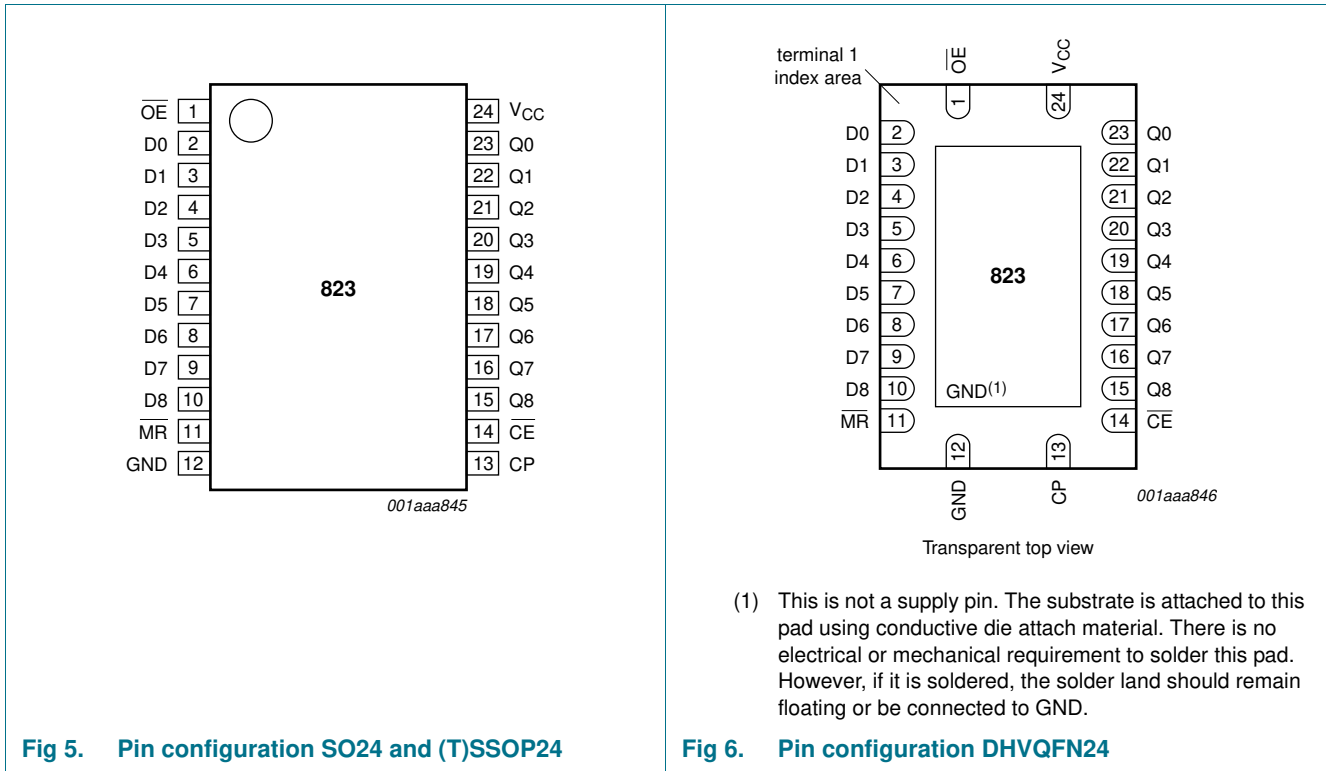 OE 1 24 VCC
D0 2 23 Q0
D1 3 22 Q1
D2 4 21 Q2
D3 5 20 Q3
D4 6 19 Q4
823
D5 7 18 Q5
D6 8 17 Q6
D7 9 16 Q7
D8 10 15 Q8
MR 11 14 CE
GND 12 13 CP
001aaa845
Fig 5. Pin configuration SO24 and (T)SSOP24
terminal 1
index area
OE VCC
1 24
D0 2 23 Q0
D1 3 22 Q1
D2 4 21 Q2
D3 5 20 Q3
D4 6 19 Q4
823
D5 7 18 Q5
D6 8 17 Q6
D7 9 16 Q7
D8 10 GND(1) 15 Q8
MR 11 14 CE
12 13
GND CP
001aaa846
Transparent top view
(1) This is not a supply pin. The substrate is attached to this
pad using conductive die attach material. There is no
electrical or mechanical requirement to solder this pad.
However, if it is soldered, the solder land should remain
floating or be connected to GND.
Fig 6. Pin configuration DHVQFN24